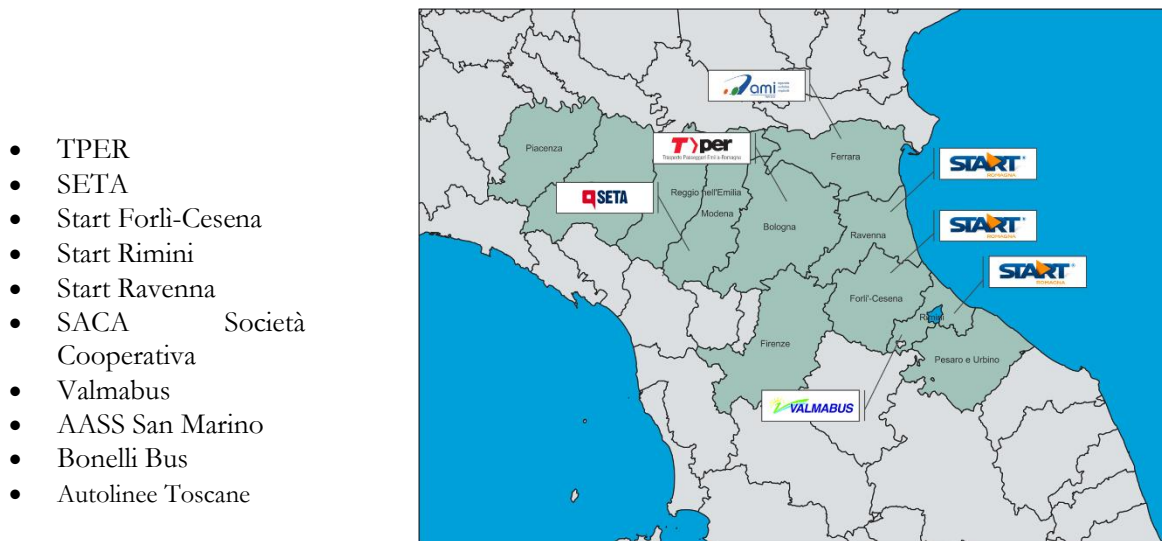 • TPER
• SETA
• Start Forlì-Cesena
• Start Rimini
• Start Ravenna
• SACA Società
Cooperativa
• Valmabus
• AASS San Marino
• Bonelli Bus
• Autolinee Toscane
ami
Piacenza
T>per
Trasporto Passeggeri Emilia-Romagna
Ferrara
START
ROMAGNA
SETA
Reggio nell'Emilia
Modena
Bologna
START
ROMAGNA
Ravenna
START
ROMAGNA
Forli'-Cesena
Rimini
Firenze
Pesaro e Urbino
VALMABUS